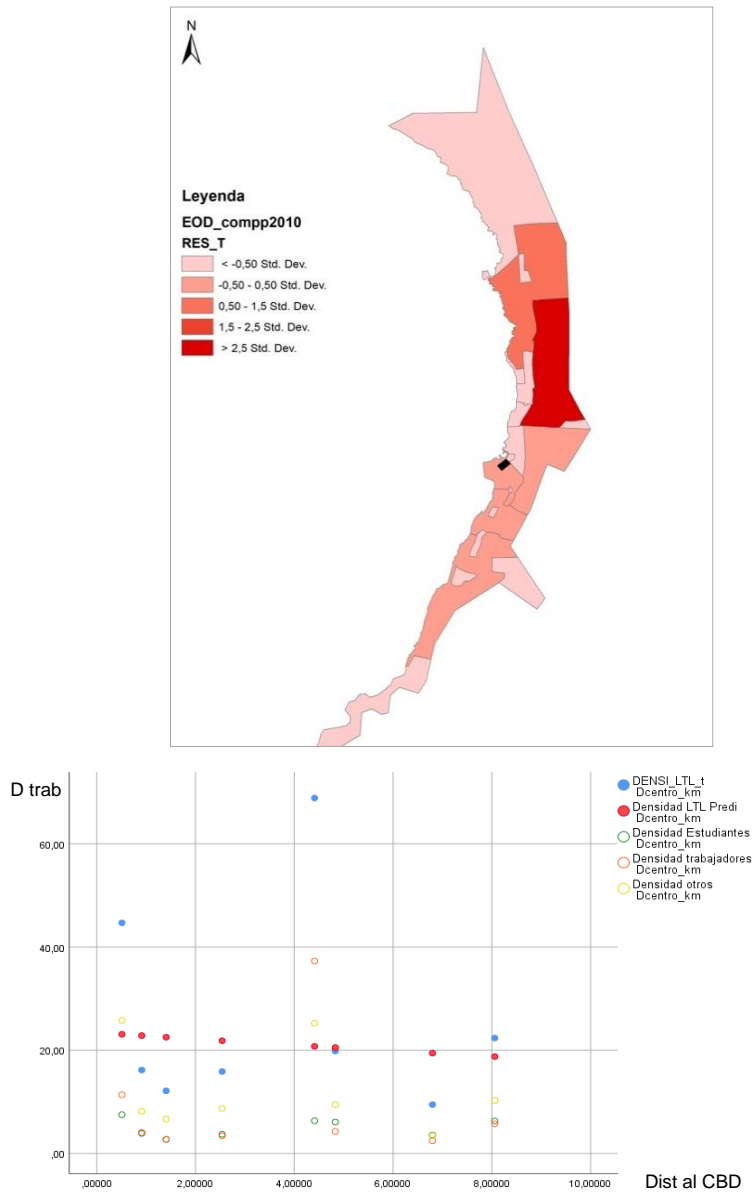 N
Leyenda
EOD_compp2010
RES_T
< -0,50 Std. Dev.
-0,50 - 0,50 Std. Dev.
0,50 - 1,5 Std. Dev.
1,5 - 2,5 Std. Dev.
> 2,5 Std. Dev.
D trab
60,00
40,00
20,00
,00
,00000
2,00000
4,00000
6,00000
8,00000
10,00000
Dist al CBD
DENSI_LTL_t
Dcentro_km
Densidad LTL Predi
Dcentro_km
Densidad Estudiantes
Dcentro_km
Densidad trabajadores
Dcentro_km
Densidad otros
Dcentro_km